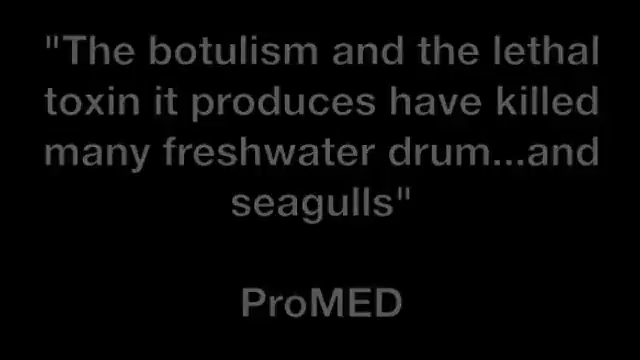 "The botulism and the lethal
toxin it produces have killed
many freshwater drum...and
seagulls"
ProMED